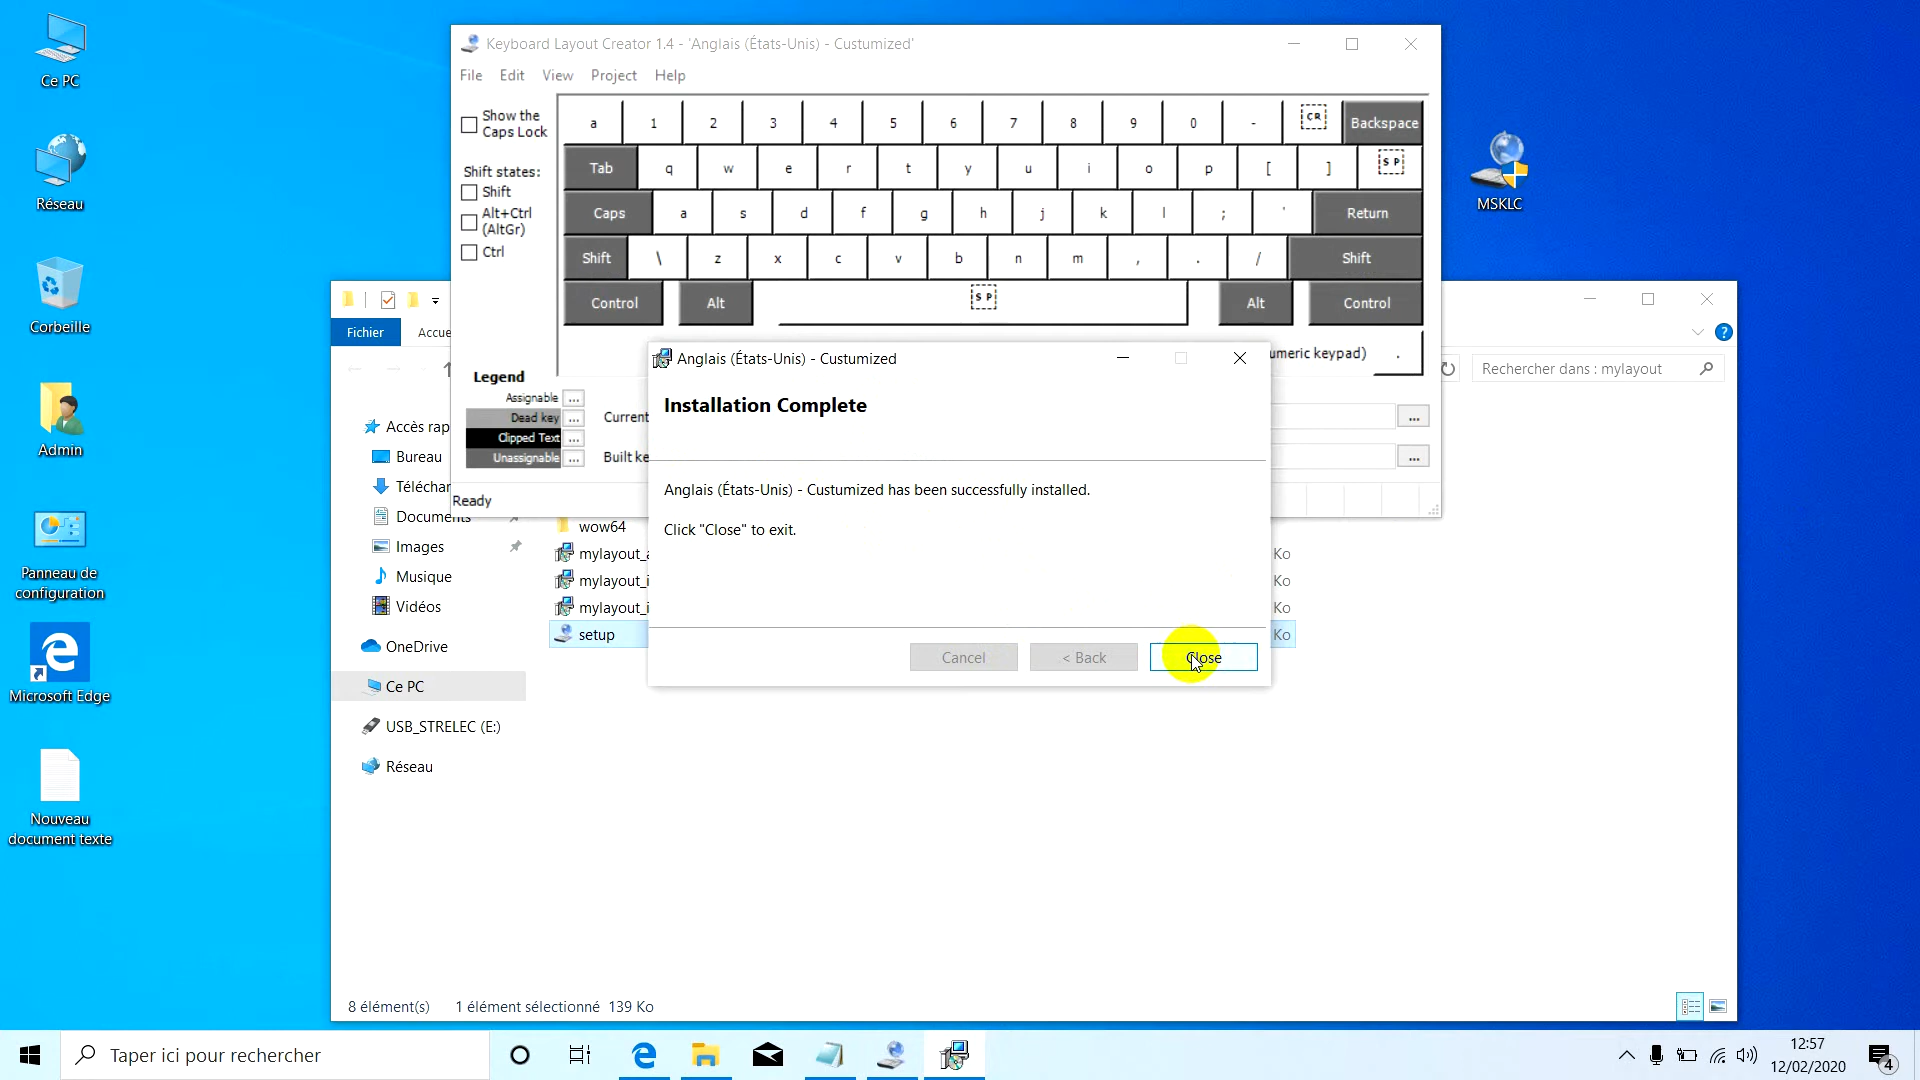 Ce PC
Réseau
Corbeille
Admin
Panneau de
configuration
Microsoft Edge
Nouveau
document texte
MSKLC
Keyboard Layout Creator 1.4 - 'Anglais (États-Unis) - Custumized'
File Edit View Project Help
Show the
Caps Lock
Shift states:
Shift
Alt+Ctrl
(AltGr)
Ctrl
a 1 2 3 4 5 6 7 8 9 0 - CR Backspace
Tab q w e r t y u i o p [ ] SP
Caps a s d f g h j k l ; ' Return
Shift \ z x c v b n m , . / Shift
Control Alt SP Alt Control
umeric keypad) .
Legend
Assignable ...
Dead key ...
Clipped Text ...
Unassignable ...
Current
...
Built ke
...
Ready
Anglais (États-Unis) - Custumized
Installation Complete
Anglais (États-Unis) - Custumized has been successfully installed.
Click "Close" to exit.
Cancel < Back Close
Fichier Accue
Rechercher dans : mylayout
Accès rap
Bureau
Téléchar
Documents
Images
Musique
Vidéos
OneDrive
Ce PC
USB_STRELEC (E:)
Réseau
wow64
mylayout_a Ko
mylayout_i Ko
mylayout_i Ko
setup Ko
8 élément(s) 1 élément sélectionné 139 Ko
Taper ici pour rechercher
12:57
12/02/2020
4